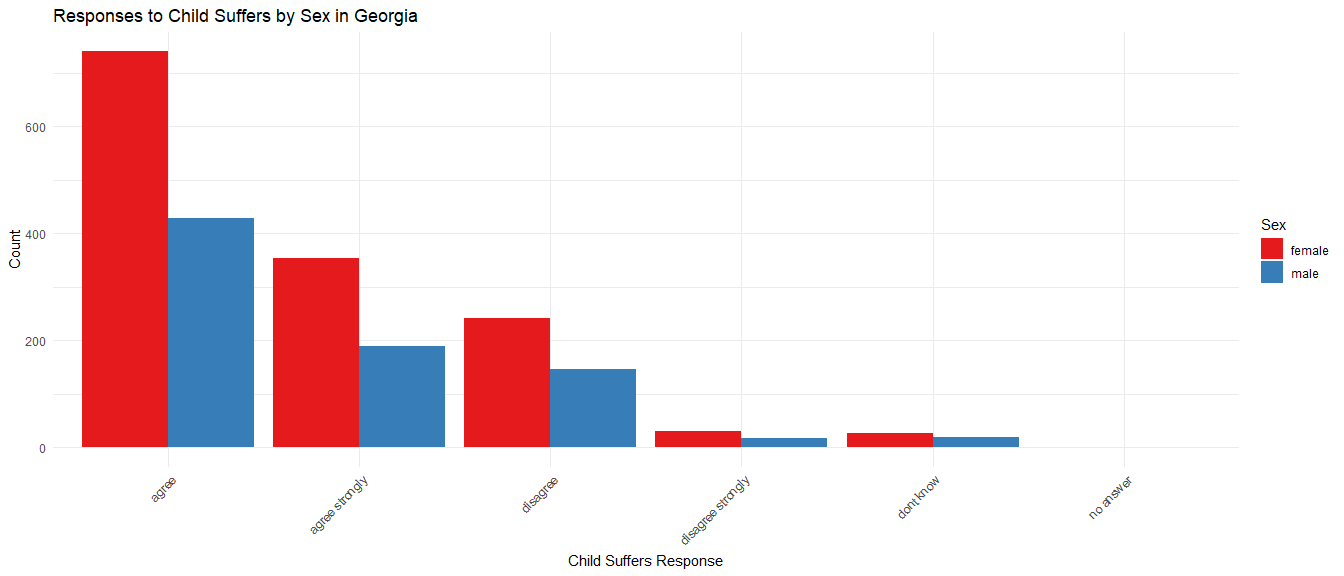 Responses to Child Suffers by Sex in Georgia
600
400
200
0
Count
agree
agree strongly
disagree
disagree strongly
dont know
no answer
Child Suffers Response
Sex
female
male